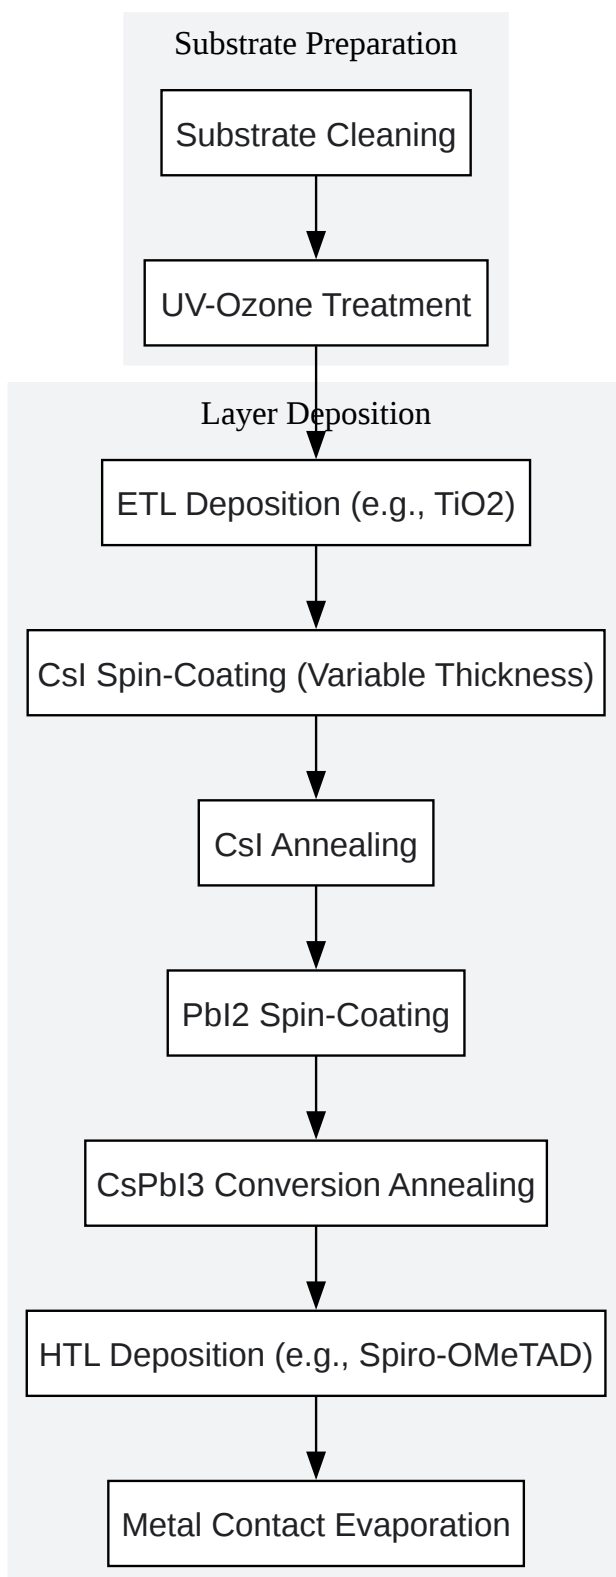 Substrate Preparation
Substrate Cleaning
UV-Ozone Treatment
Layer Deposition
ETL Deposition (e.g., TiO2)
CsI Spin-Coating (Variable Thickness)
CsI Annealing
PbI2 Spin-Coating
CsPbI3 Conversion Annealing
HTL Deposition (e.g., Spiro-OMeTAD)
Metal Contact Evaporation